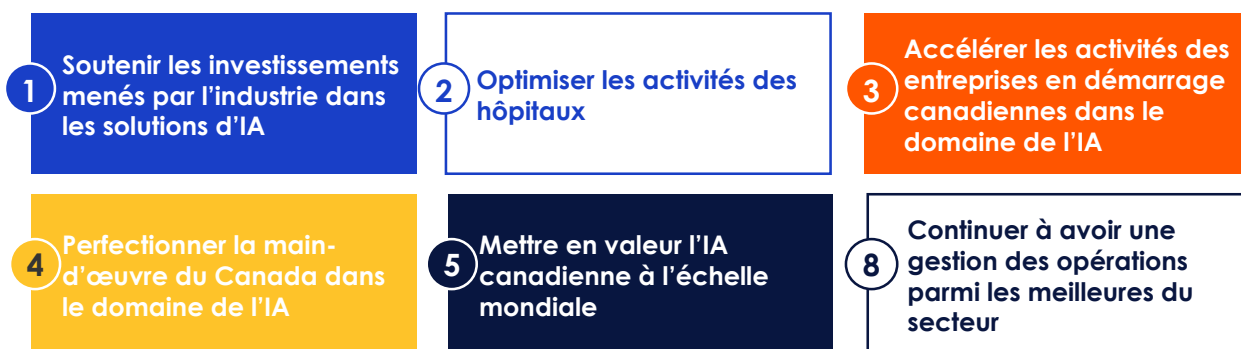 1
Soutenir les investissements
menés par l'industrie dans
les solutions d'IA
2
Optimiser les activités des
hôpitaux
3
Accélérer les activités des
entreprises en démarrage
canadiennes dans le
domaine de l'IA
4
Perfectionner la main-
d'œuvre du Canada dans
le domaine de l'IA
5
Mettre en valeur l'IA
canadienne à l'échelle
mondiale
8
Continuer à avoir une
gestion des opérations
parmi les meilleures du
secteur